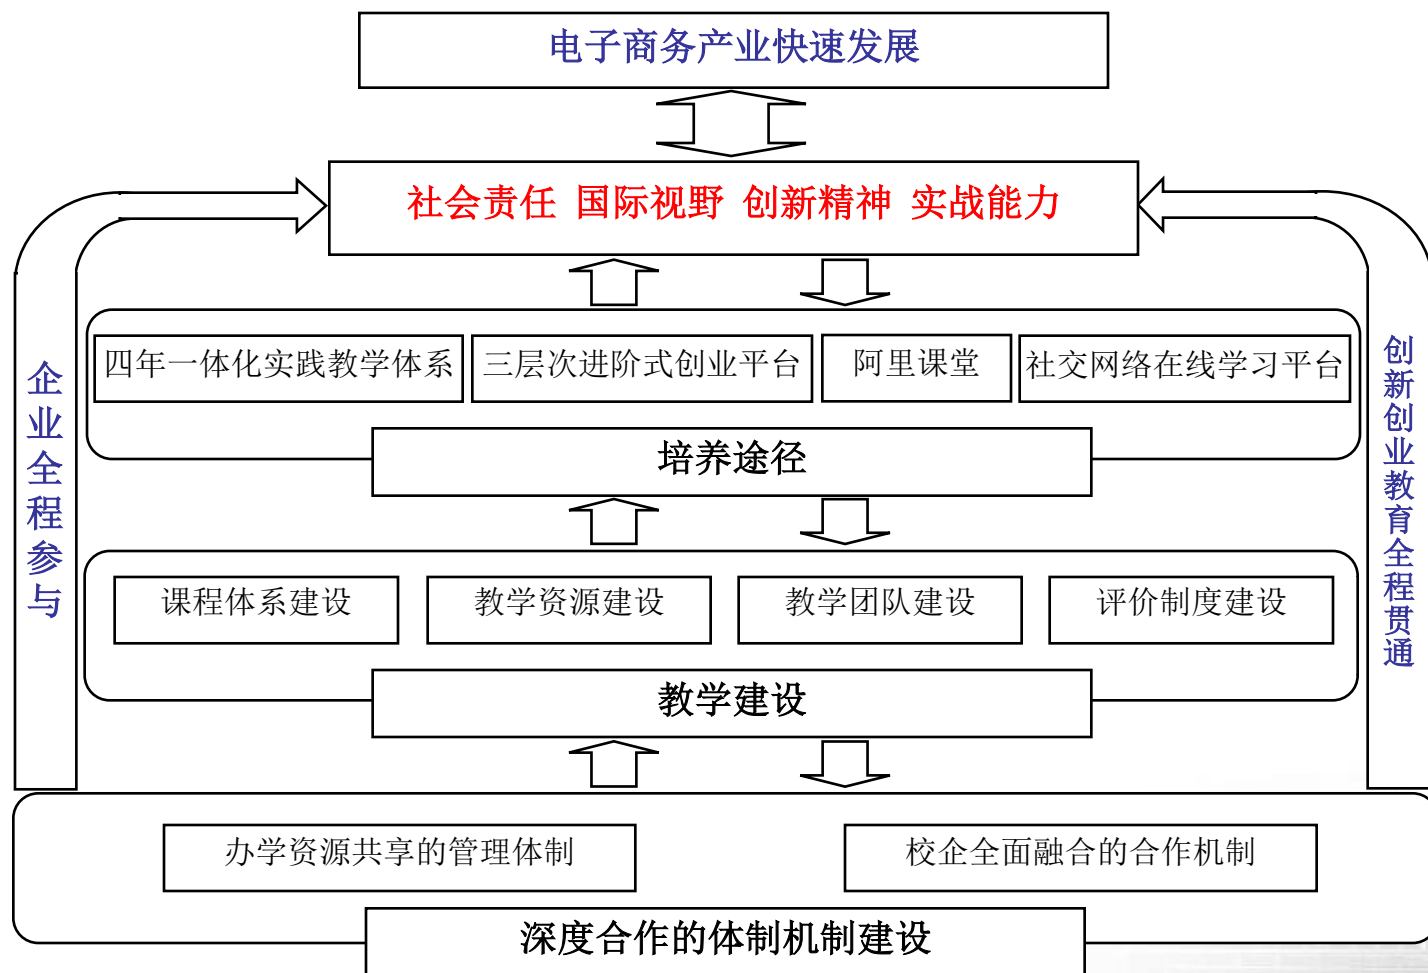 电子商务产业快速发展
社会责任 国际视野 创新精神 实战能力
四年一体化实践教学体系
三层次进阶式创业平台
阿里课堂
社交网络在线学习平台
培养途径
企业全程参与
创新创业教育全程贯通
课程体系建设
教学资源建设
教学团队建设
评价制度建设
教学建设
办学资源共享的管理体制
校企全面融合的合作机制
深度合作的体制机制建设